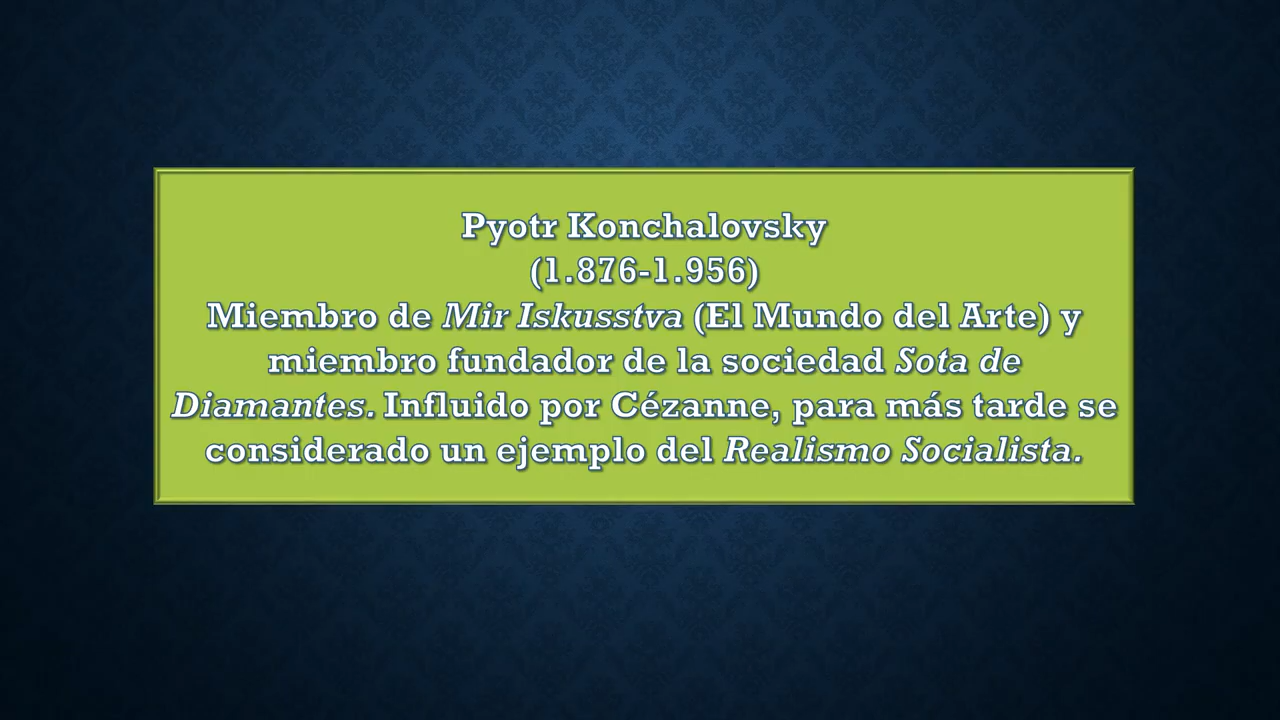 Pyotr Konchalovsky
(1.876-1.956)
Miembro de Mir Iskusstva (El Mundo del Arte) y
miembro fundador de la sociedad Sota de
Diamantes. Influido por Cézanne, para más tarde se
considerado un ejemplo del Realismo Socialista.